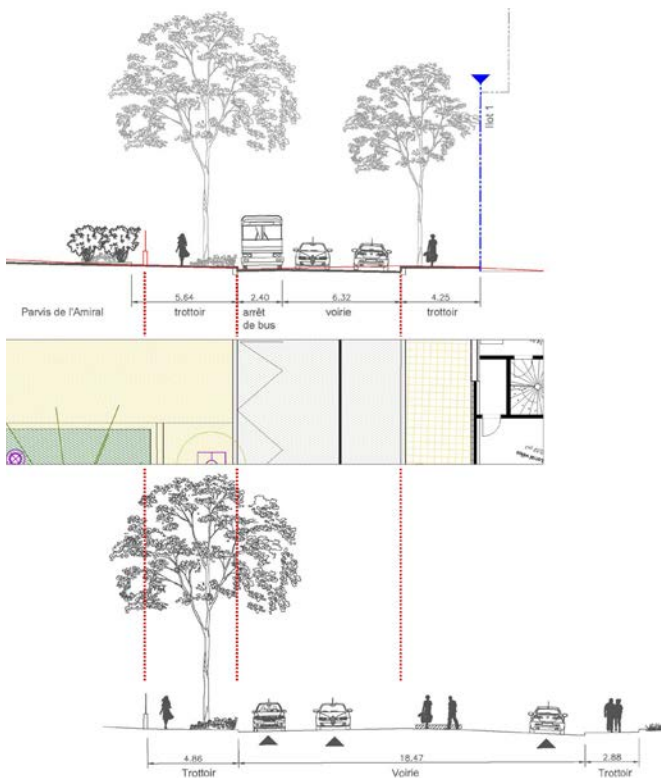 Ilot 1
5,64
2,40
6,32
4,25
Parvis de l'Amiral
trottoir
arrêt
de bus
voirie
trottoir
4.86
18.47
2.88
Trottoir
Voirie
Trottoir